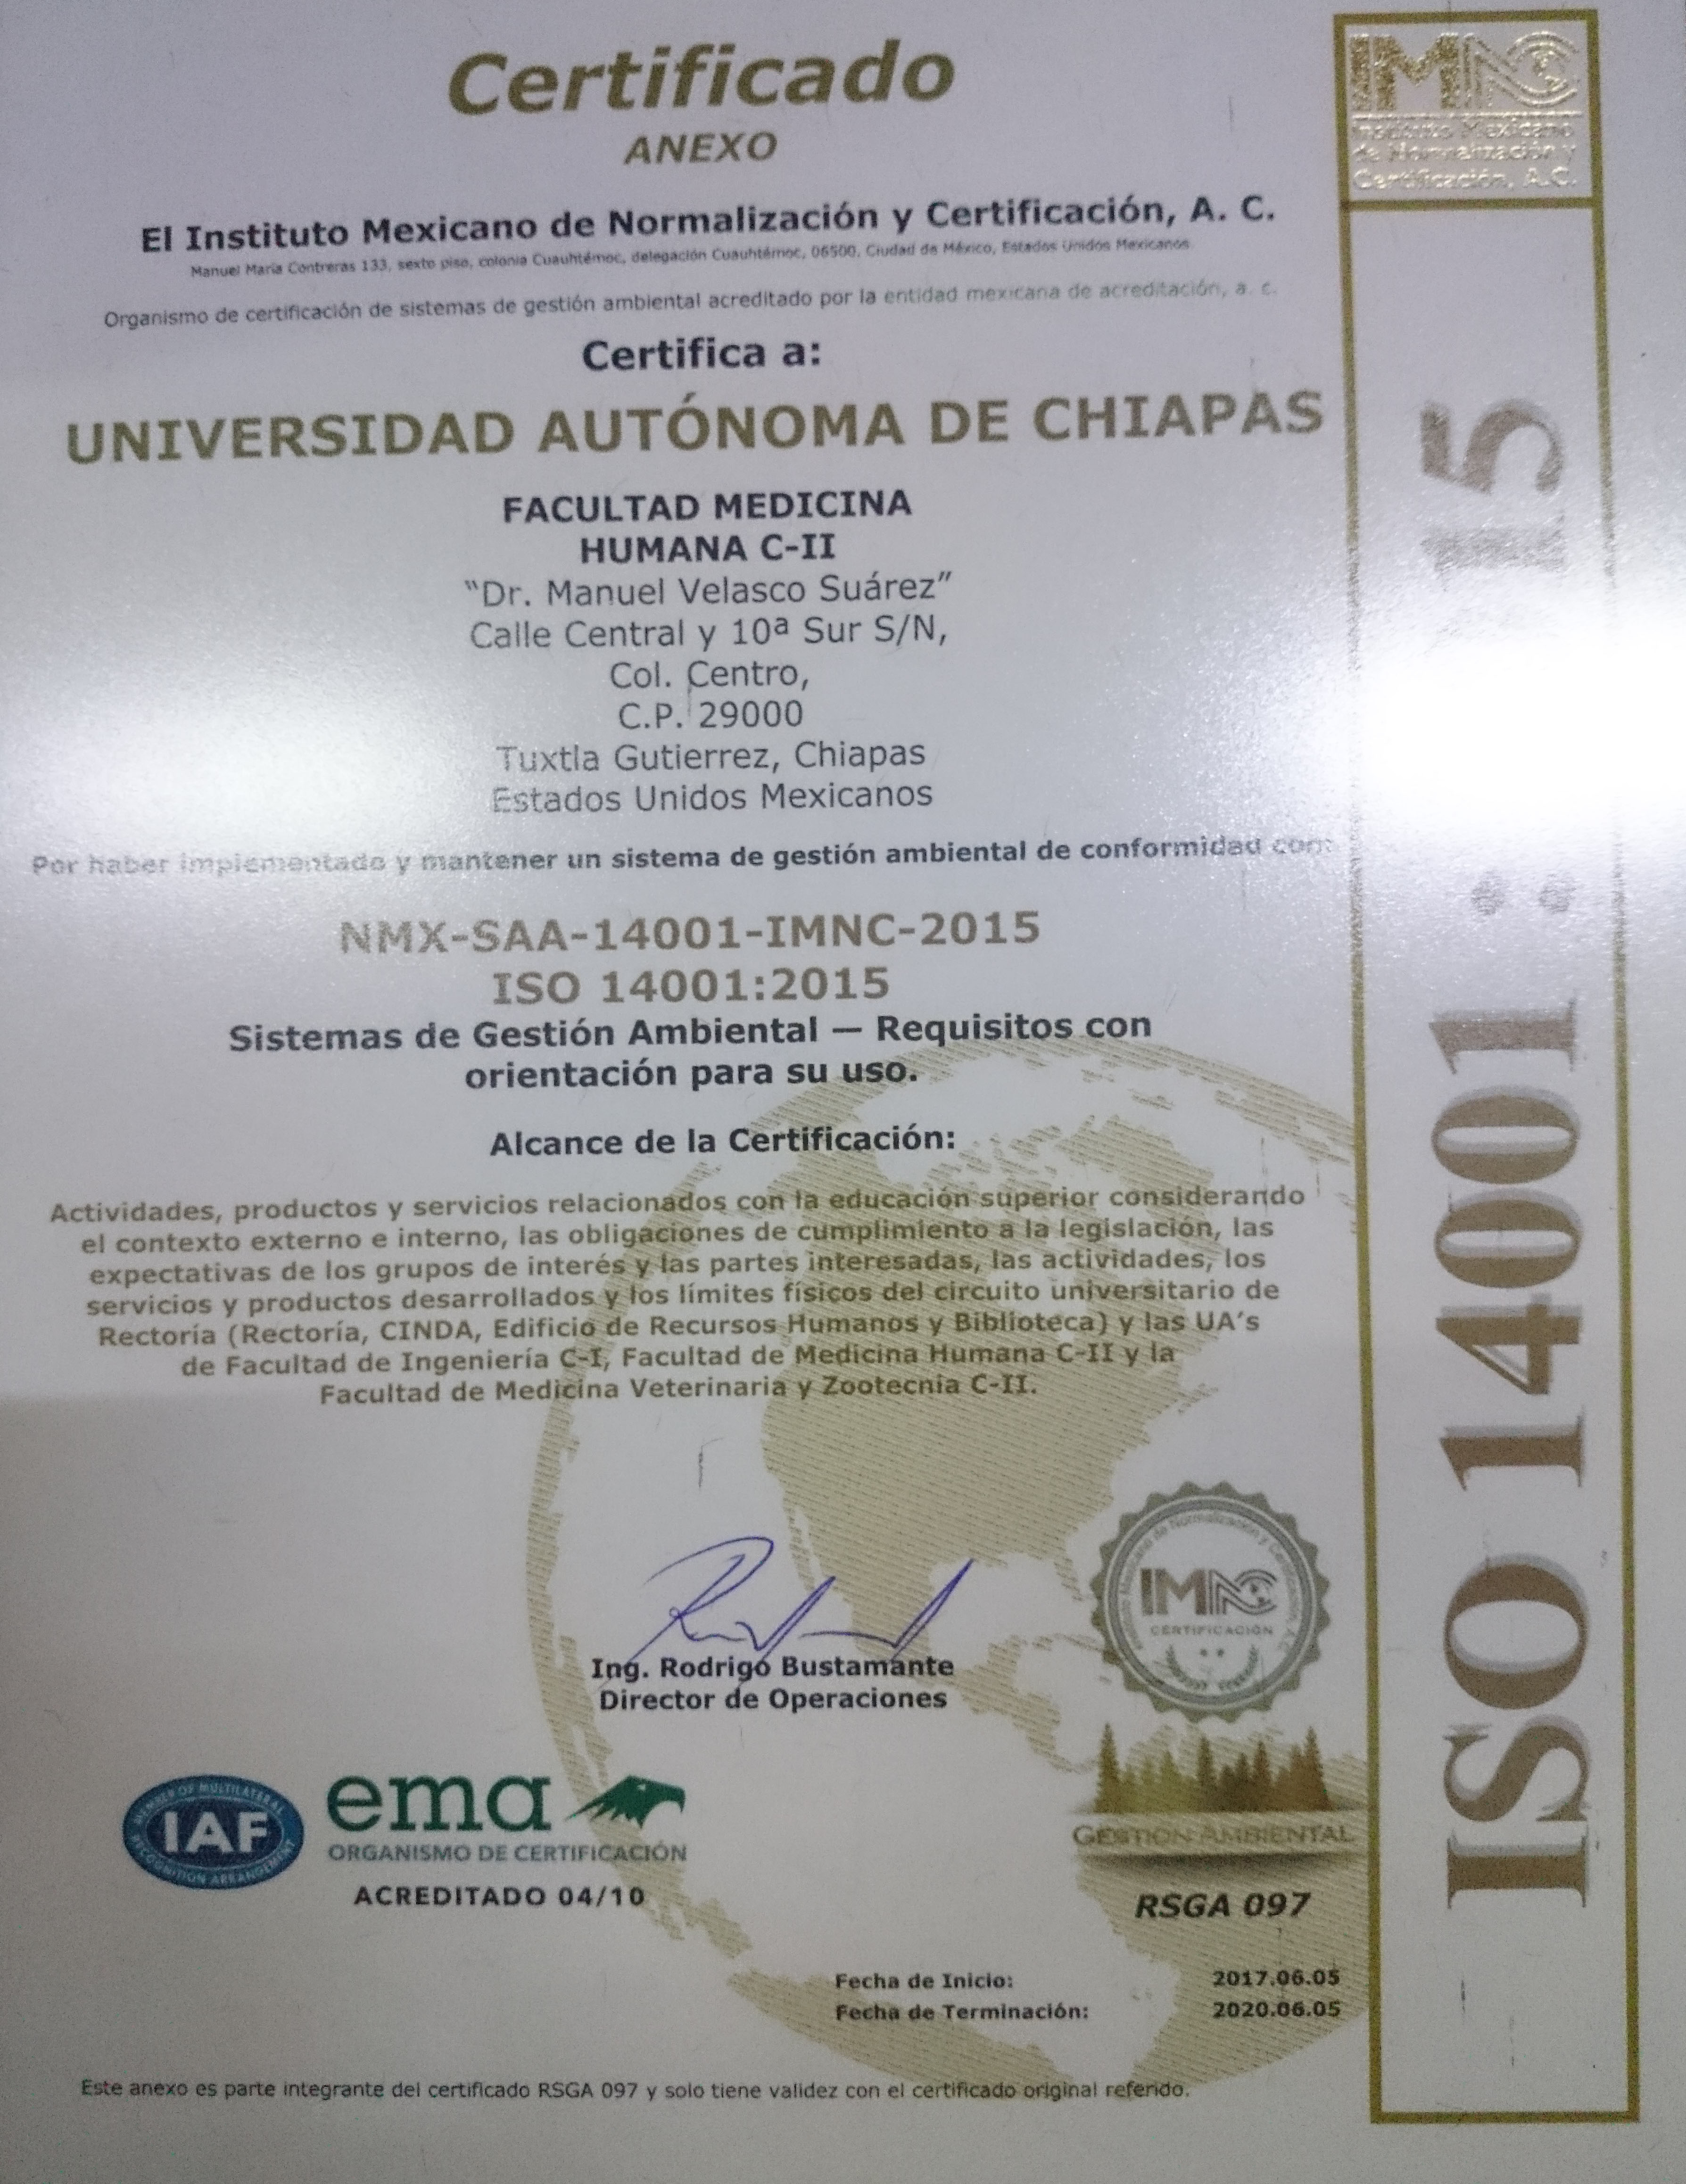 Certificado
ANEXO
El Instituto Mexicano de Normalización y Certificación, A. C.
Manuel María Contreras 133, sexto piso, colonia Cuauhtémoc, delegación Cuauhtémoc, 06500, Ciudad de México, Estados Unidos Mexicanos
Organismo de certificación de sistemas de gestión ambiental acreditado por la entidad mexicana de acreditación, a. c.
Certifica a:
UNIVERSIDAD AUTÓNOMA DE CHIAPAS
FACULTAD MEDICINA
HUMANA C-II
“Dr. Manuel Velasco Suárez”
Calle Central y 10ª Sur S/N,
Col. Centro,
C.P. 29000
Tuxtla Gutierrez, Chiapas
Estados Unidos Mexicanos
Por haber implementado y mantener un sistema de gestión ambiental de conformidad con:
NMX-SAA-14001-IMNC-2015
ISO 14001:2015
Sistemas de Gestión Ambiental — Requisitos con
orientación para su uso.
Alcance de la Certificación:
Actividades, productos y servicios relacionados con la educación superior considerando
el contexto externo e interno, las obligaciones de cumplimiento a la legislación, las
expectativas de los grupos de interés y las partes interesadas, las actividades, los
servicios y productos desarrollados y los límites físicos del circuito universitario de
Rectoría (Rectoría, CINDA, Edificio de Recursos Humanos y Biblioteca) y las UA’s
de Facultad de Ingeniería C-I, Facultad de Medicina Humana C-II y la
Facultad de Medicina Veterinaria y Zootecnia C-II.
Ing. Rodrigo Bustamante
Director de Operaciones
IAF
MEMBER OF MULTILATERAL
RECOGNITION ARRANGEMENT
ema
ORGANISMO DE CERTIFICACIÓN
ACREDITADO 04/10
IMNC
CERTIFICACIÓN
GESTION AMBIENTAL
RSGA 097
Fecha de Inicio: 2017.06.05
Fecha de Terminación: 2020.06.05
Este anexo es parte integrante del certificado RSGA 097 y solo tiene validez con el certificado original referido.
IMNC
Instituto Mexicano
de Normalización y
Certificación, A.C.
ISO 14001: 15